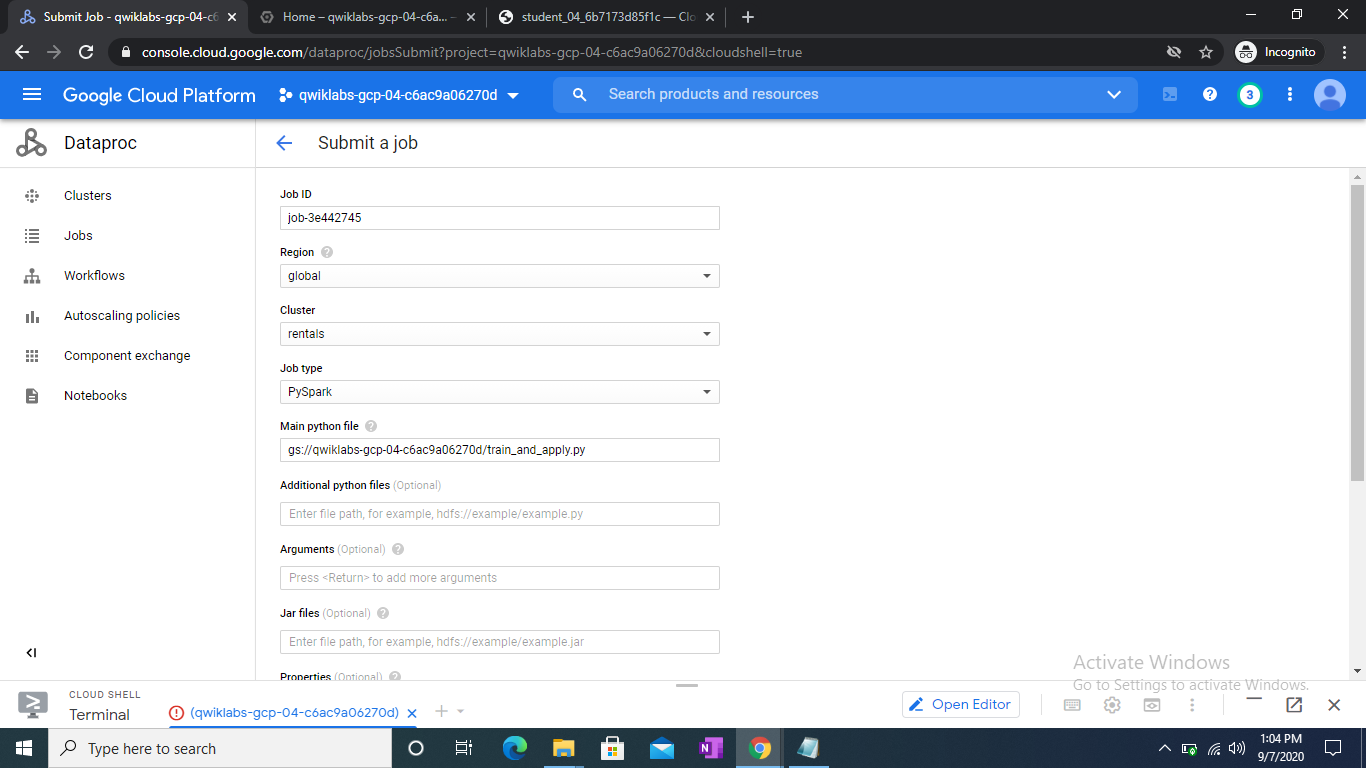 Submit Job - qwiklabs-gcp-04-c6
Home – qwiklabs-gcp-04-c6a... –
student_04_6b7173d85f1c — Clo
console.cloud.google.com/dataproc/jobsSubmit?project=qwiklabs-gcp-04-c6ac9a06270d&cloudshell=true
Incognito
Google Cloud Platform
qwiklabs-gcp-04-c6ac9a06270d
Search products and resources
3
Dataproc
Submit a job
Clusters
Jobs
Workflows
Autoscaling policies
Component exchange
Notebooks
Job ID
job-3e442745
Region
global
Cluster
rentals
Job type
PySpark
Main python file
gs://qwiklabs-gcp-04-c6ac9a06270d/train_and_apply.py
Additional python files (Optional)
Enter file path, for example, hdfs://example/example.py
Arguments (Optional)
Press <Return> to add more arguments
Jar files (Optional)
Enter file path, for example, hdfs://example/example.jar
Properties (Optional)
Activate Windows
Go to Settings to activate Windows.
CLOUD SHELL
Terminal
(qwiklabs-gcp-04-c6ac9a06270d)
Open Editor
Type here to search
1:04 PM
9/7/2020